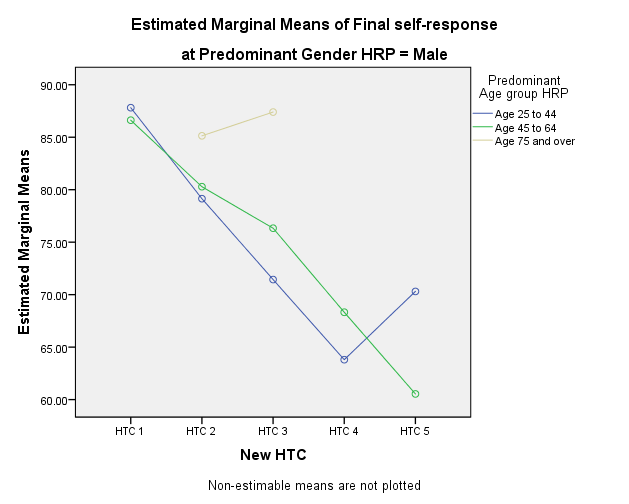 Estimated Marginal Means of Final self-response
at Predominant Gender HRP = Male
Predominant
Age group HRP
Age 25 to 44
Age 45 to 64
Age 75 and over
Estimated Marginal Means
90.00
85.00
80.00
75.00
70.00
65.00
60.00
HTC 1
HTC 2
HTC 3
HTC 4
HTC 5
New HTC
Non-estimable means are not plotted